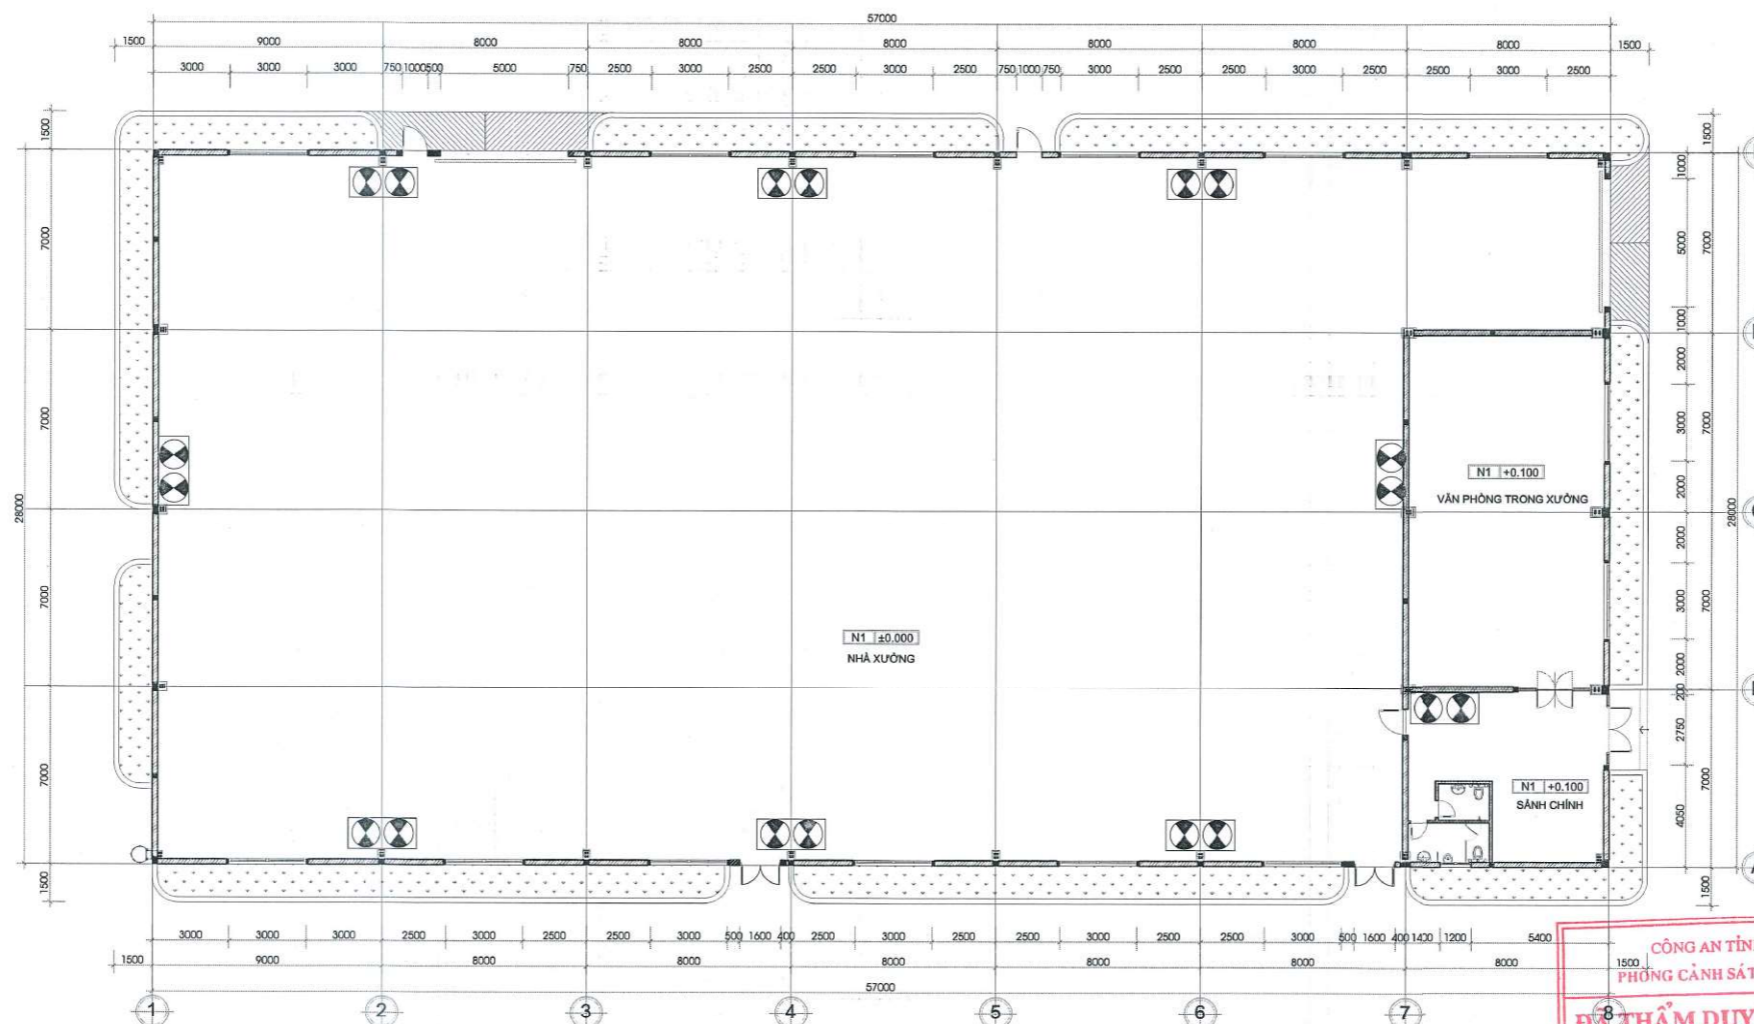 57000
1500 9000 8000 8000 8000 8000 8000 8000 1500
3000 3000 3000 750 1000 500 5000 750 2500 3000 2500 2500 3000 2500 750 1000 750 3000 2500 2500 3000 2500 2500 3000 2500
1500 1500
1000
7000 5000 7000
1000
2000
7000 3000 7000
N1 +0.100
VĂN PHÒNG TRONG XƯỞNG
2000
28000 28000
2000
7000 3000 7000
N1 ±0.000
NHÀ XƯỞNG
2000
200
2750
7000 7000
N1 +0.100
SẢNH CHÍNH
4050
1500 1500
3000 3000 3000 2500 3000 2500 2500 3000 500 1600 400 2500 3000 2500 2500 3000 2500 2500 3000 500 1600 400 1400 1200 5400
1500 9000 8000 8000 8000 8000 8000 8000 1500
57000
1 2 3 4 5 6 7 8
CÔNG AN TỈN
PHÒNG CẢNH SÁT
ĐÃ THẨM DUY